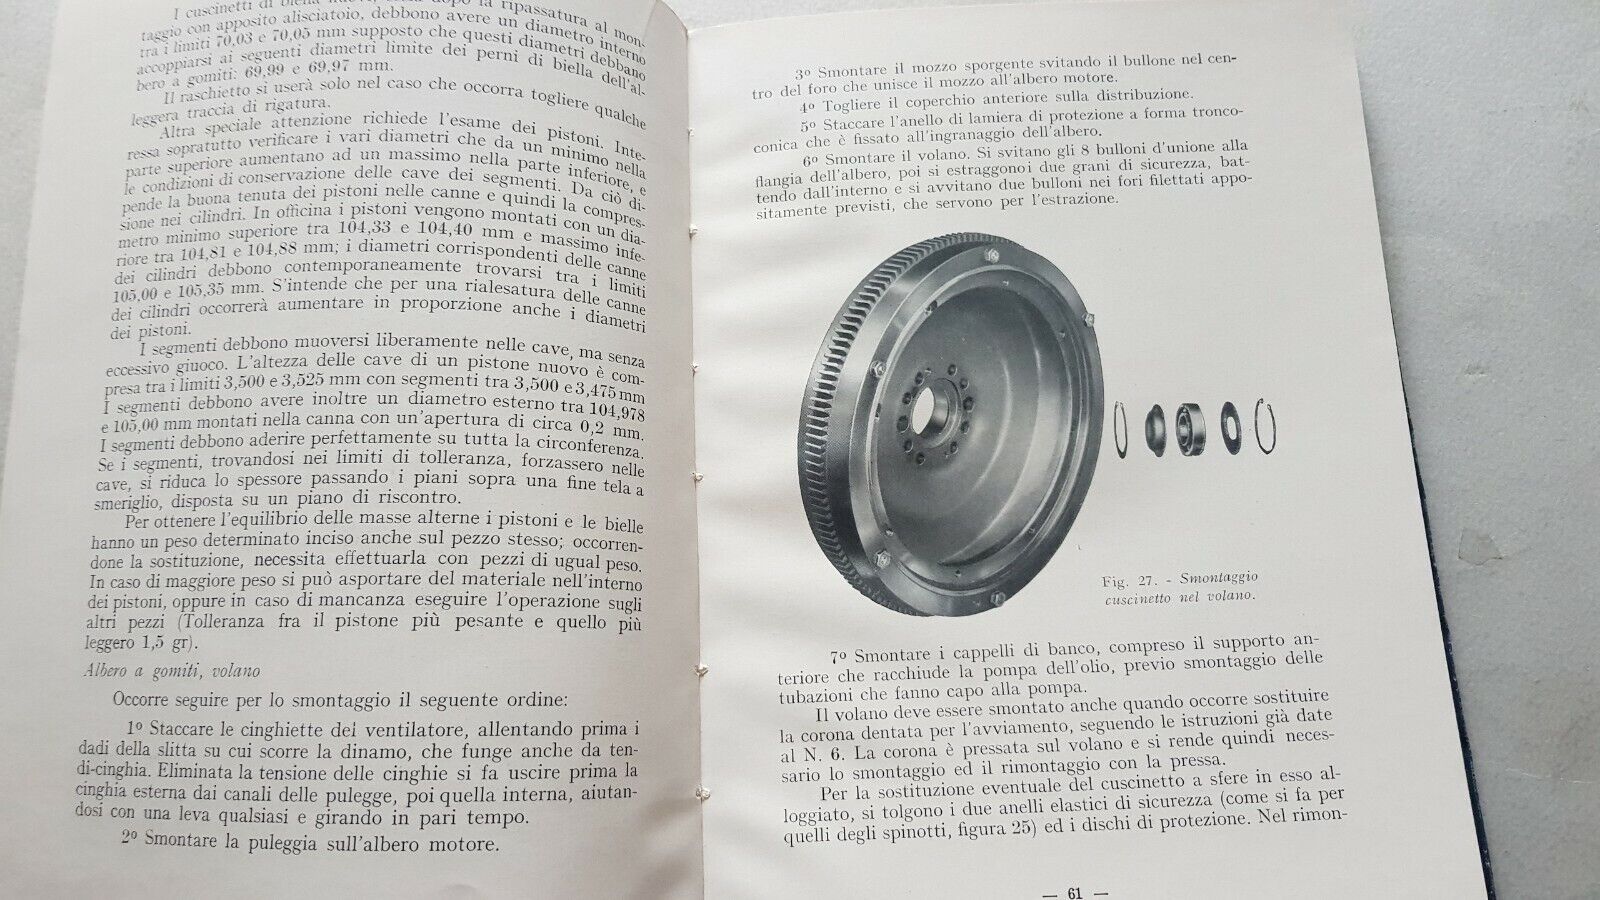 I cuscinetti di biella nuovi, dopo la ripassatura al mon-
taggio con apposito alisciatoio, debbono avere un diametro interno
tra i limiti 70,03 e 70,05 mm supposto che questi diametri debbano
accoppiarsi ai seguenti diametri limite dei perni di biella dell'al-
bero a gomiti: 69,99 e 69,97 mm.
Il raschietto si userà solo nel caso che occorra togliere qualche
leggera traccia di rigatura.
Altra speciale attenzione richiede l'esame dei pistoni. Inte-
ressa sopratutto verificare i vari diametri che da un minimo nella
parte superiore aumentano ad un massimo nella parte inferiore, e
le condizioni di conservazione delle cave dei segmenti. Da ciò di-
pende la buona tenuta dei pistoni nelle canne e quindi la compres-
sione nei cilindri. In officina i pistoni vengono montati con un dia-
metro minimo superiore tra 104,33 e 104,40 mm e massimo infe-
riore tra 104,81 e 104,88 mm; i diametri corrispondenti delle canne
dei cilindri debbono contemporaneamente trovarsi tra i limiti
105,00 e 105,35 mm. S'intende che per una rialesatura delle canne
dei cilindri occorrerà aumentare in proporzione anche i diametri
dei pistoni.
I segmenti debbono muoversi liberamente nelle cave, ma senza
eccessivo giuoco. L'altezza delle cave di un pistone nuovo è com-
presa tra i limiti 3,500 e 3,525 mm con segmenti tra 3,500 e 3,475 mm
I segmenti debbono avere inoltre un diametro esterno tra 104,978
e 105,00 mm montati nella canna con un'apertura di circa 0,2 mm.
I segmenti debbono aderire perfettamente su tutta la circonferenza.
Se i segmenti, trovandosi nei limiti di tolleranza, forzassero nelle
cave, si riduca lo spessore passando i piani sopra una fine tela a
smeriglio, disposta su un piano di riscontro.
Per ottenere l'equilibrio delle masse alterne i pistoni e le bielle
hanno un peso determinato inciso anche sul pezzo stesso; occorren-
done la sostituzione, necessita effettuarla con pezzi di ugual peso.
In caso di maggiore peso si può asportare del materiale nell'interno
dei pistoni, oppure in caso di mancanza eseguire l'operazione sugli
altri pezzi (Tolleranza fra il pistone più pesante e quello più
leggero 1,5 gr).
Albero a gomiti, volano
Occorre seguire per lo smontaggio il seguente ordine:
1º Staccare le cinghiette del ventilatore, allentando prima i
dadi della slitta su cui scorre la dinamo, che funge anche da ten-
di-cinghia. Eliminata la tensione delle cinghie si fa uscire prima la
cinghia esterna dai canali delle pulegge, poi quella interna, aiutan-
dosi con una leva qualsiasi e girando in pari tempo.
2º Smontare la puleggia sull'albero motore.
3º Smontare il mozzo sporgente svitando il bullone nel cen-
tro del foro che unisce il mozzo all'albero motore.
4º Togliere il coperchio anteriore sulla distribuzione.
5º Staccare l'anello di lamiera di protezione a forma tronco-
conica che è fissato all'ingranaggio dell'albero.
6º Smontare il volano. Si svitano gli 8 bulloni d'unione alla
flangia dell'albero, poi si estraggono i due grani di sicurezza, bat-
tendo dall'interno e si avvitano due bulloni nei fori filettati appo-
sitamente previsti, che servono per l'estrazione.
Fig. 27. - Smontaggio
cuscinetto nel volano.
7º Smontare i cappelli di banco, compreso il supporto an-
teriore che racchiude la pompa dell'olio, previo smontaggio delle
tubazioni che fanno capo alla pompa.
Il volano deve essere smontato anche quando occorre sostituire
la corona dentata per l'avviamento, seguendo le istruzioni già date
al N. 6. La corona è pressata sul volano e si rende quindi neces-
sario lo smontaggio ed il rimontaggio con la pressa.
Per la sostituzione eventuale del cuscinetto a sfere in esso al-
loggiato, si tolgono i due anelli elastici di sicurezza (come si fa per
quelli degli spinotti, figura 25) ed i dischi di protezione. Nel rimon-
— 61 —